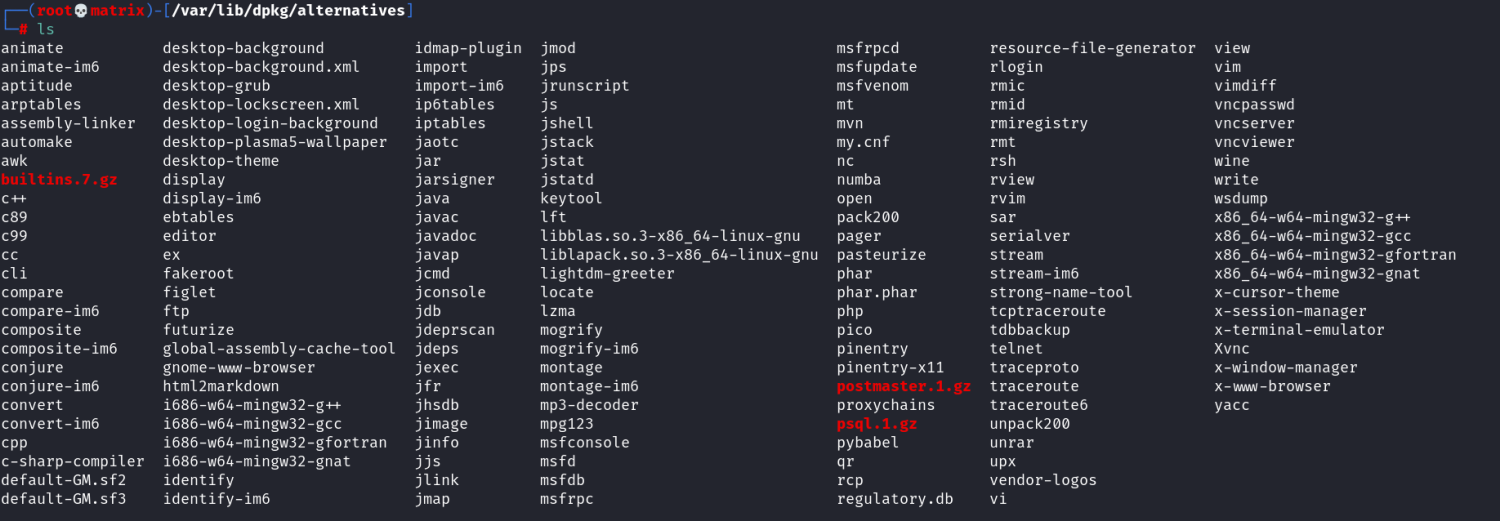 ┌──(root💀matrix)-[/var/lib/dpkg/alternatives]
└─# ls
animate desktop-background idmap-plugin jmod msfrpcd resource-file-generator view
animate-im6 desktop-background.xml import jps msfupdate rlogin vim
aptitude desktop-grub import-im6 jrunscript msfvenom rmic vimdiff
arptables desktop-lockscreen.xml ip6tables js mt rmid vncpasswd
assembly-linker desktop-login-background iptables jshell mvn rmiregistry vncserver
automake desktop-plasma5-wallpaper jaotc jstack my.cnf rmt vncviewer
awk desktop-theme jar jstat nc rsh wine
builtins.7.gz display jarsigner jstatd numba rview write
c++ display-im6 java keytool open rvim wsdump
c89 ebtables javac lft pack200 sar x86_64-w64-mingw32-g++
c99 editor javadoc libblas.so.3-x86_64-linux-gnu pager serialver x86_64-w64-mingw32-gcc
cc ex javap liblapack.so.3-x86_64-linux-gnu pasteurize stream x86_64-w64-mingw32-gfortran
cli fakeroot jcmd lightdm-greeter phar stream-im6 x86_64-w64-mingw32-gnat
compare figlet jconsole locate phar.phar strong-name-tool x-cursor-theme
compare-im6 ftp jdb lzma php tcptraceroute x-session-manager
composite futurize jdeprscan mogrify pico tdbbackup x-terminal-emulator
composite-im6 global-assembly-cache-tool jdeps mogrify-im6 pinentry telnet Xvnc
conjure gnome-www-browser jexec montage pinentry-x11 traceproto x-window-manager
conjure-im6 html2markdown jfr montage-im6 postmaster.1.gz traceroute x-www-browser
convert i686-w64-mingw32-g++ jhsdb mp3-decoder proxychains traceroute6 yacc
convert-im6 i686-w64-mingw32-gcc jimage mpg123 psql.1.gz unpack200
cpp i686-w64-mingw32-gfortran jinfo msfconsole pybabel unrar
c-sharp-compiler i686-w64-mingw32-gnat jjs msfd qr upx
default-GM.sf2 identify jlink msfdb rcp vendor-logos
default-GM.sf3 identify-im6 jmap msfrpc regulatory.db vi